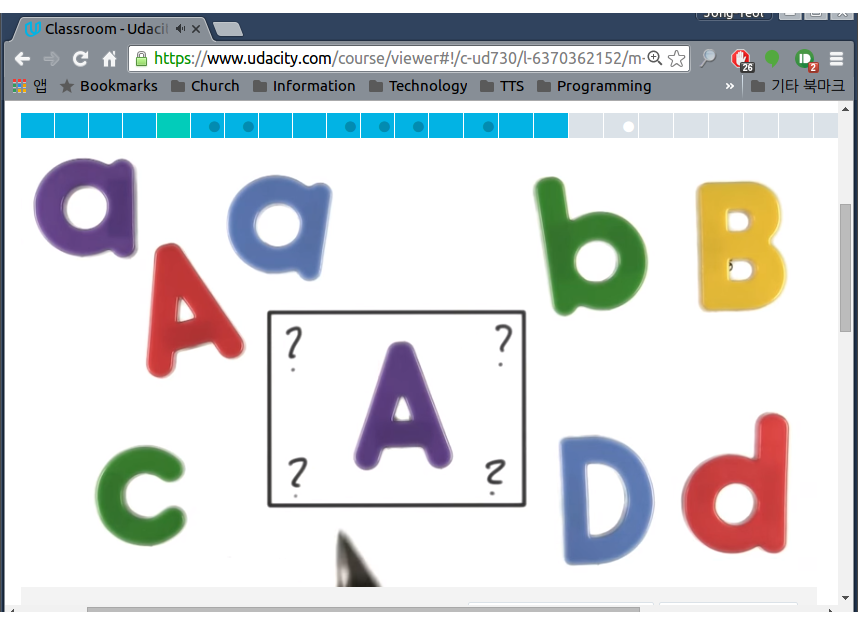 Jong Yeol
Classroom - Udaci
https://www.udacity.com/course/viewer#!/c-ud730/l-6370362152/m-
26
2
앱 Bookmarks Church Information Technology TTS Programming » 기타 북마크
a a b B
A
? ?
A
? ?
c D d